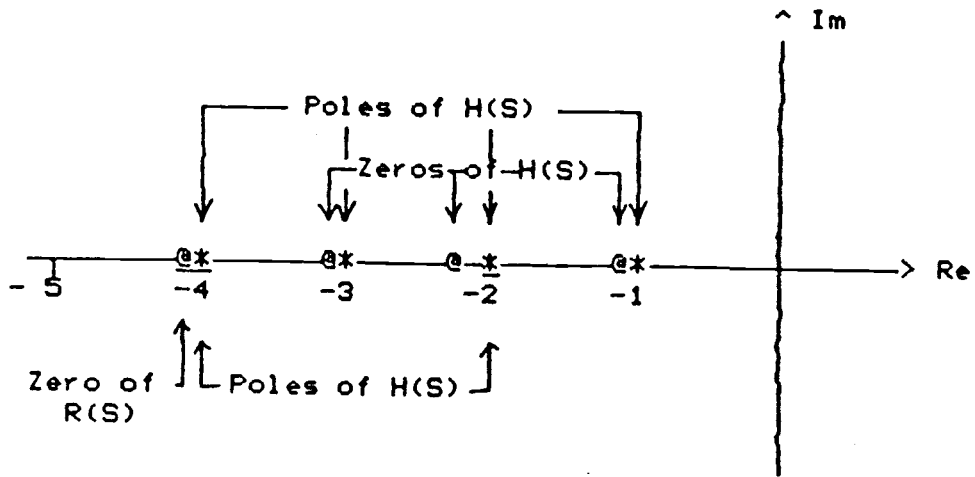 ^ Im
Poles of H(S)
Zeros of H(S)
@* @* @ * @* > Re
- 5 -4 -3 -2 -1
Zero of
R(S)
Poles of H(S)